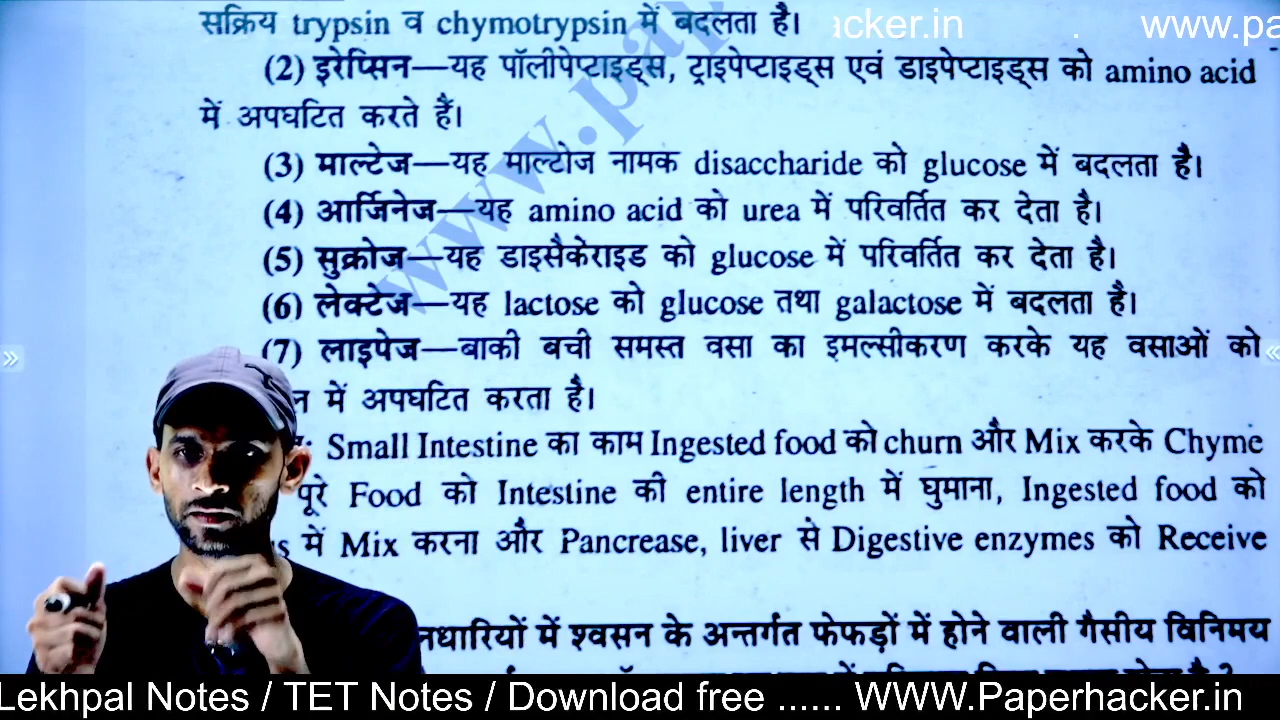 सक्रिय trypsin व chymotrypsin में बदलता है।
acker.in . www.pa
(2) इरेप्सिन—यह पॉलीपेप्टाइड्स, ट्राइपेप्टाइड्स एवं डाइपेप्टाइड्स को amino acid
में अपघटित करते हैं।
(3) माल्टेज—यह माल्टोज नामक disaccharide को glucose में बदलता है।
(4) आर्जिनेज—यह amino acid को urea में परिवर्तित कर देता है।
(5) सुक्रोज—यह डाइसैकेराइड को glucose में परिवर्तित कर देता है।
(6) लेक्टेज—यह lactose को glucose तथा galactose में बदलता है।
(7) लाइपेज—बाकी बची समस्त वसा का इमल्सीकरण करके यह वसाओं को
न में अपघटित करता है।
Small Intestine का काम Ingested food को churn और Mix करके Chyme
पूरे Food को Intestine की entire length में घुमाना, Ingested food को
s में Mix करना और Pancrease, liver से Digestive enzymes को Receive
नधारियों में श्वसन के अन्तर्गत फेफड़ों में होने वाली गैसीय विनिमय
www.pap
Lekhpal Notes / TET Notes / Download free ...... WWW.Paperhacker.in